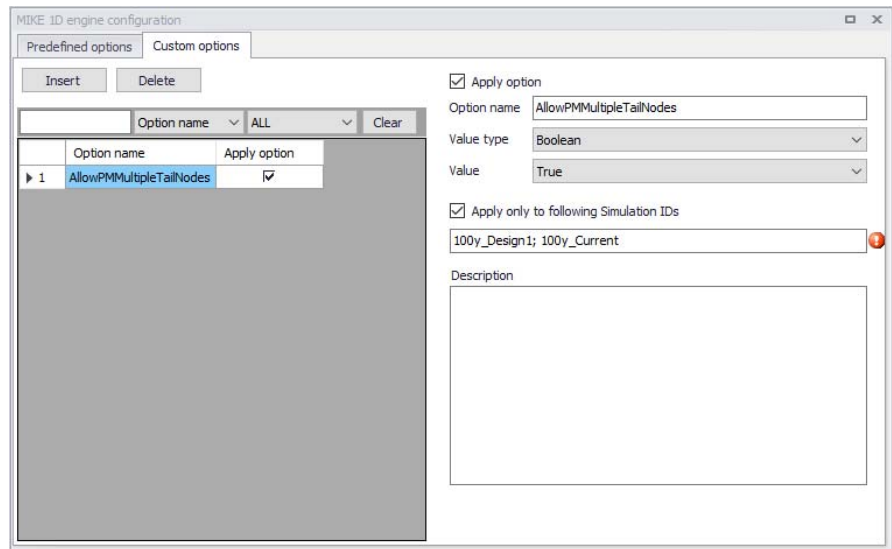 MIKE 1D engine configuration
Predefined options
Custom options
Insert
Delete
Option name
ALL
Clear
Option name
Apply option
1
AllowPMMultipleTailNodes
Apply option
Option name
AllowPMMultipleTailNodes
Value type
Boolean
Value
True
Apply only to following Simulation IDs
100y_Design1; 100y_Current
Description